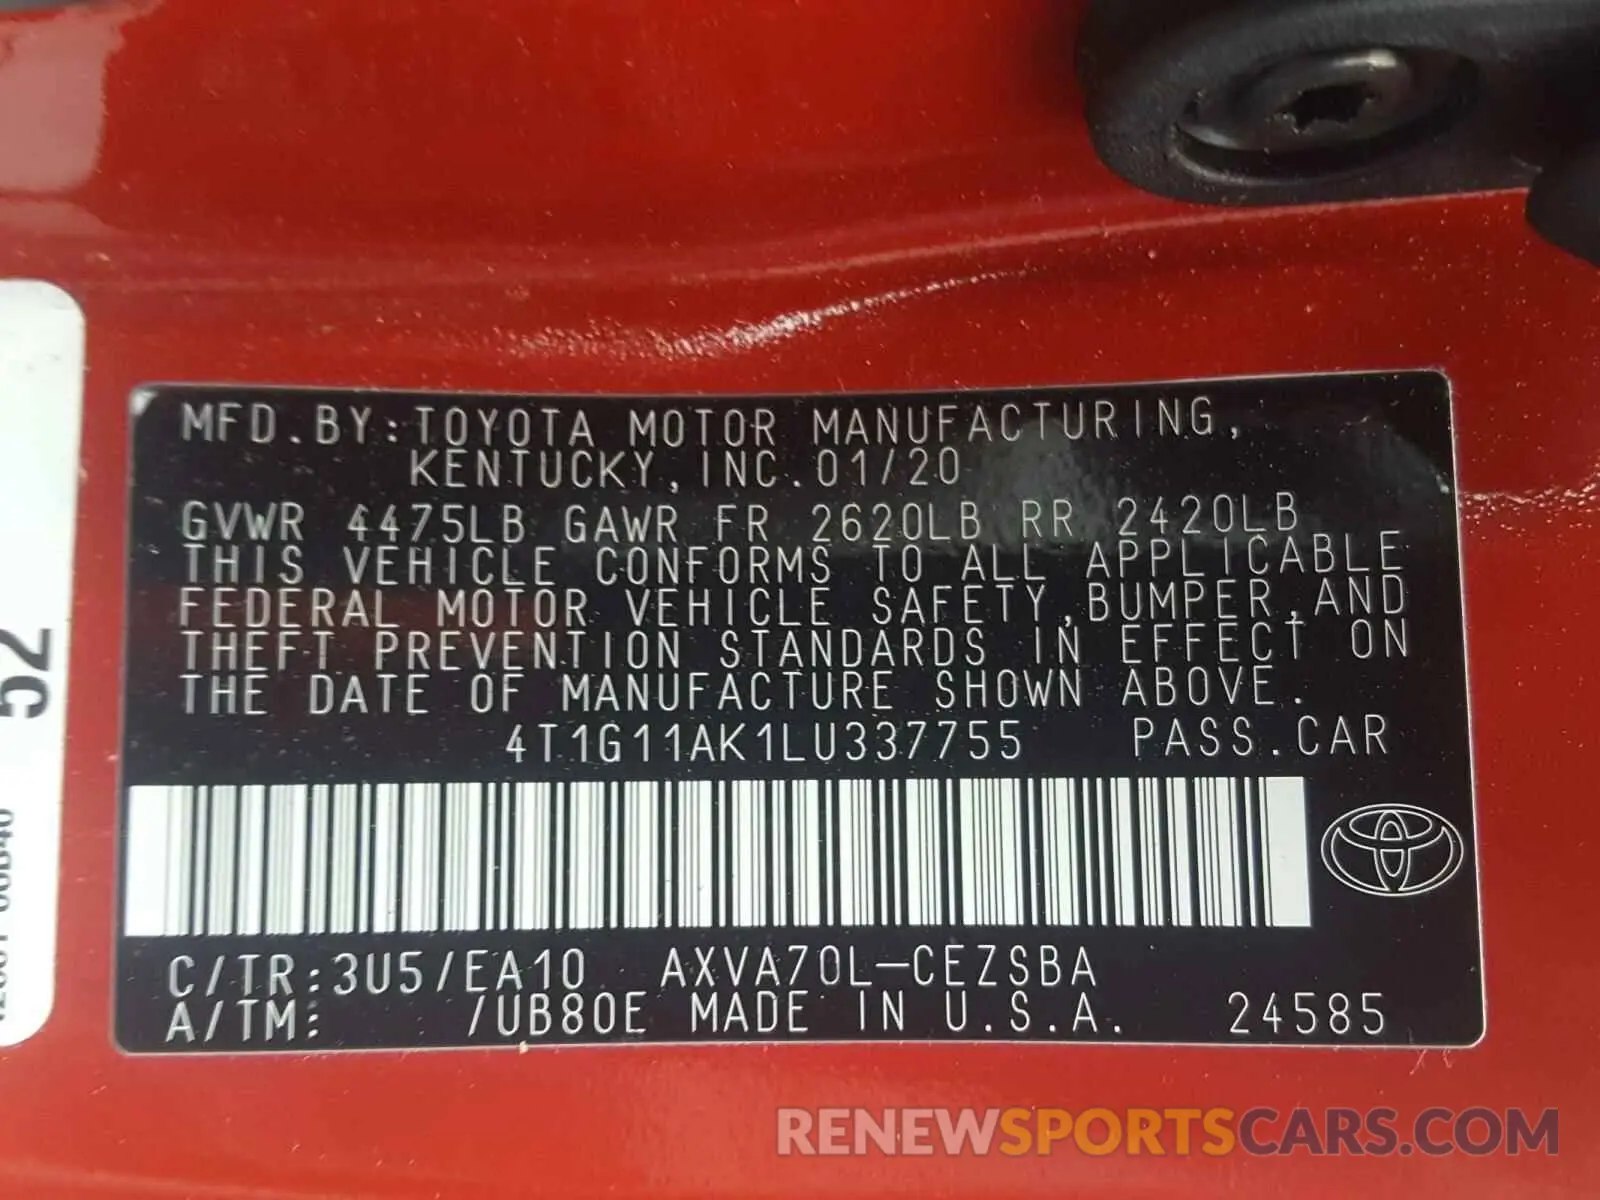 MFD.BY:TOYOTA MOTOR MANUFACTURING,
KENTUCKY,INC.01/20
GVWR 4475LB GAWR FR 2620LB RR 2420LB
THIS VEHICLE CONFORMS TO ALL APPLICABLE
FEDERAL MOTOR VEHICLE SAFETY,BUMPER,AND
THEFT PREVENTION STANDARDS IN EFFECT ON
THE DATE OF MANUFACTURE SHOWN ABOVE.
4T1G11AK1LU337755 PASS.CAR
C/TR:3U5/EA10 AXVA70L-CEZSBA
A/TM: /UB80E MADE IN U.S.A. 24585
52
RENEWSPORTSCARS.COM